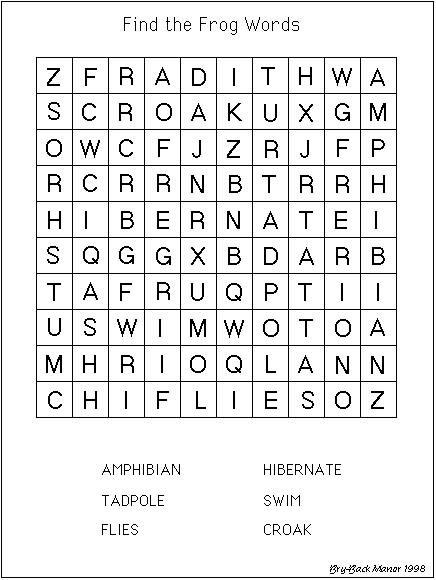 Find the Frog Words
Z F R A D I T H W A
S C R O A K U X G M
O W C F J Z R J F P
R C R R N B T R R H
H I B E R N A T E I
S Q G G X B D A R B
T A F R U Q P T I I
U S W I M W O T O A
M H R I O Q L A N N
C H I F L I E S O Z
AMPHIBIAN HIBERNATE
TADPOLE SWIM
FLIES CROAK
Bry-Back Manor 1998